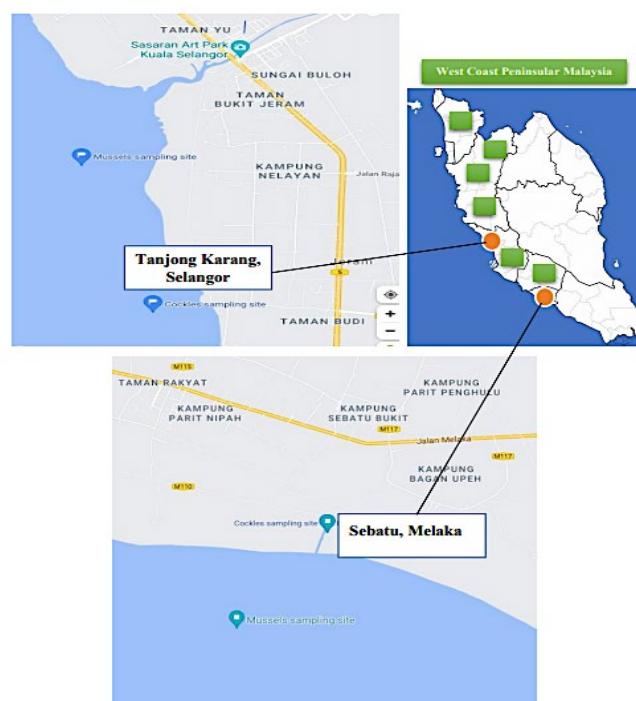 TAMAN YU
Sasaran Art Park
Kuala Selangor
SUNGAI BULOH
TAMAN
BUKIT JERAM
Mussels sampling site
KAMPUNG
NELAYAN
Jalan Raja
Tanjong Karang,
Selangor
Jeram
5
Cockles sampling site
TAMAN BUDI
+
−
West Coast Peninsular Malaysia
M115
TAMAN RAKYAT
KAMPUNG
PARIT NIPAH
KAMPUNG
SEBATU BUKIT
KAMPUNG
PARIT PENGHULU
M117
Jalan Melaka
M117
KAMPUNG
BAGAN UPEH
M110
Cockles sampling site
Sebatu, Melaka
Mussels sampling site